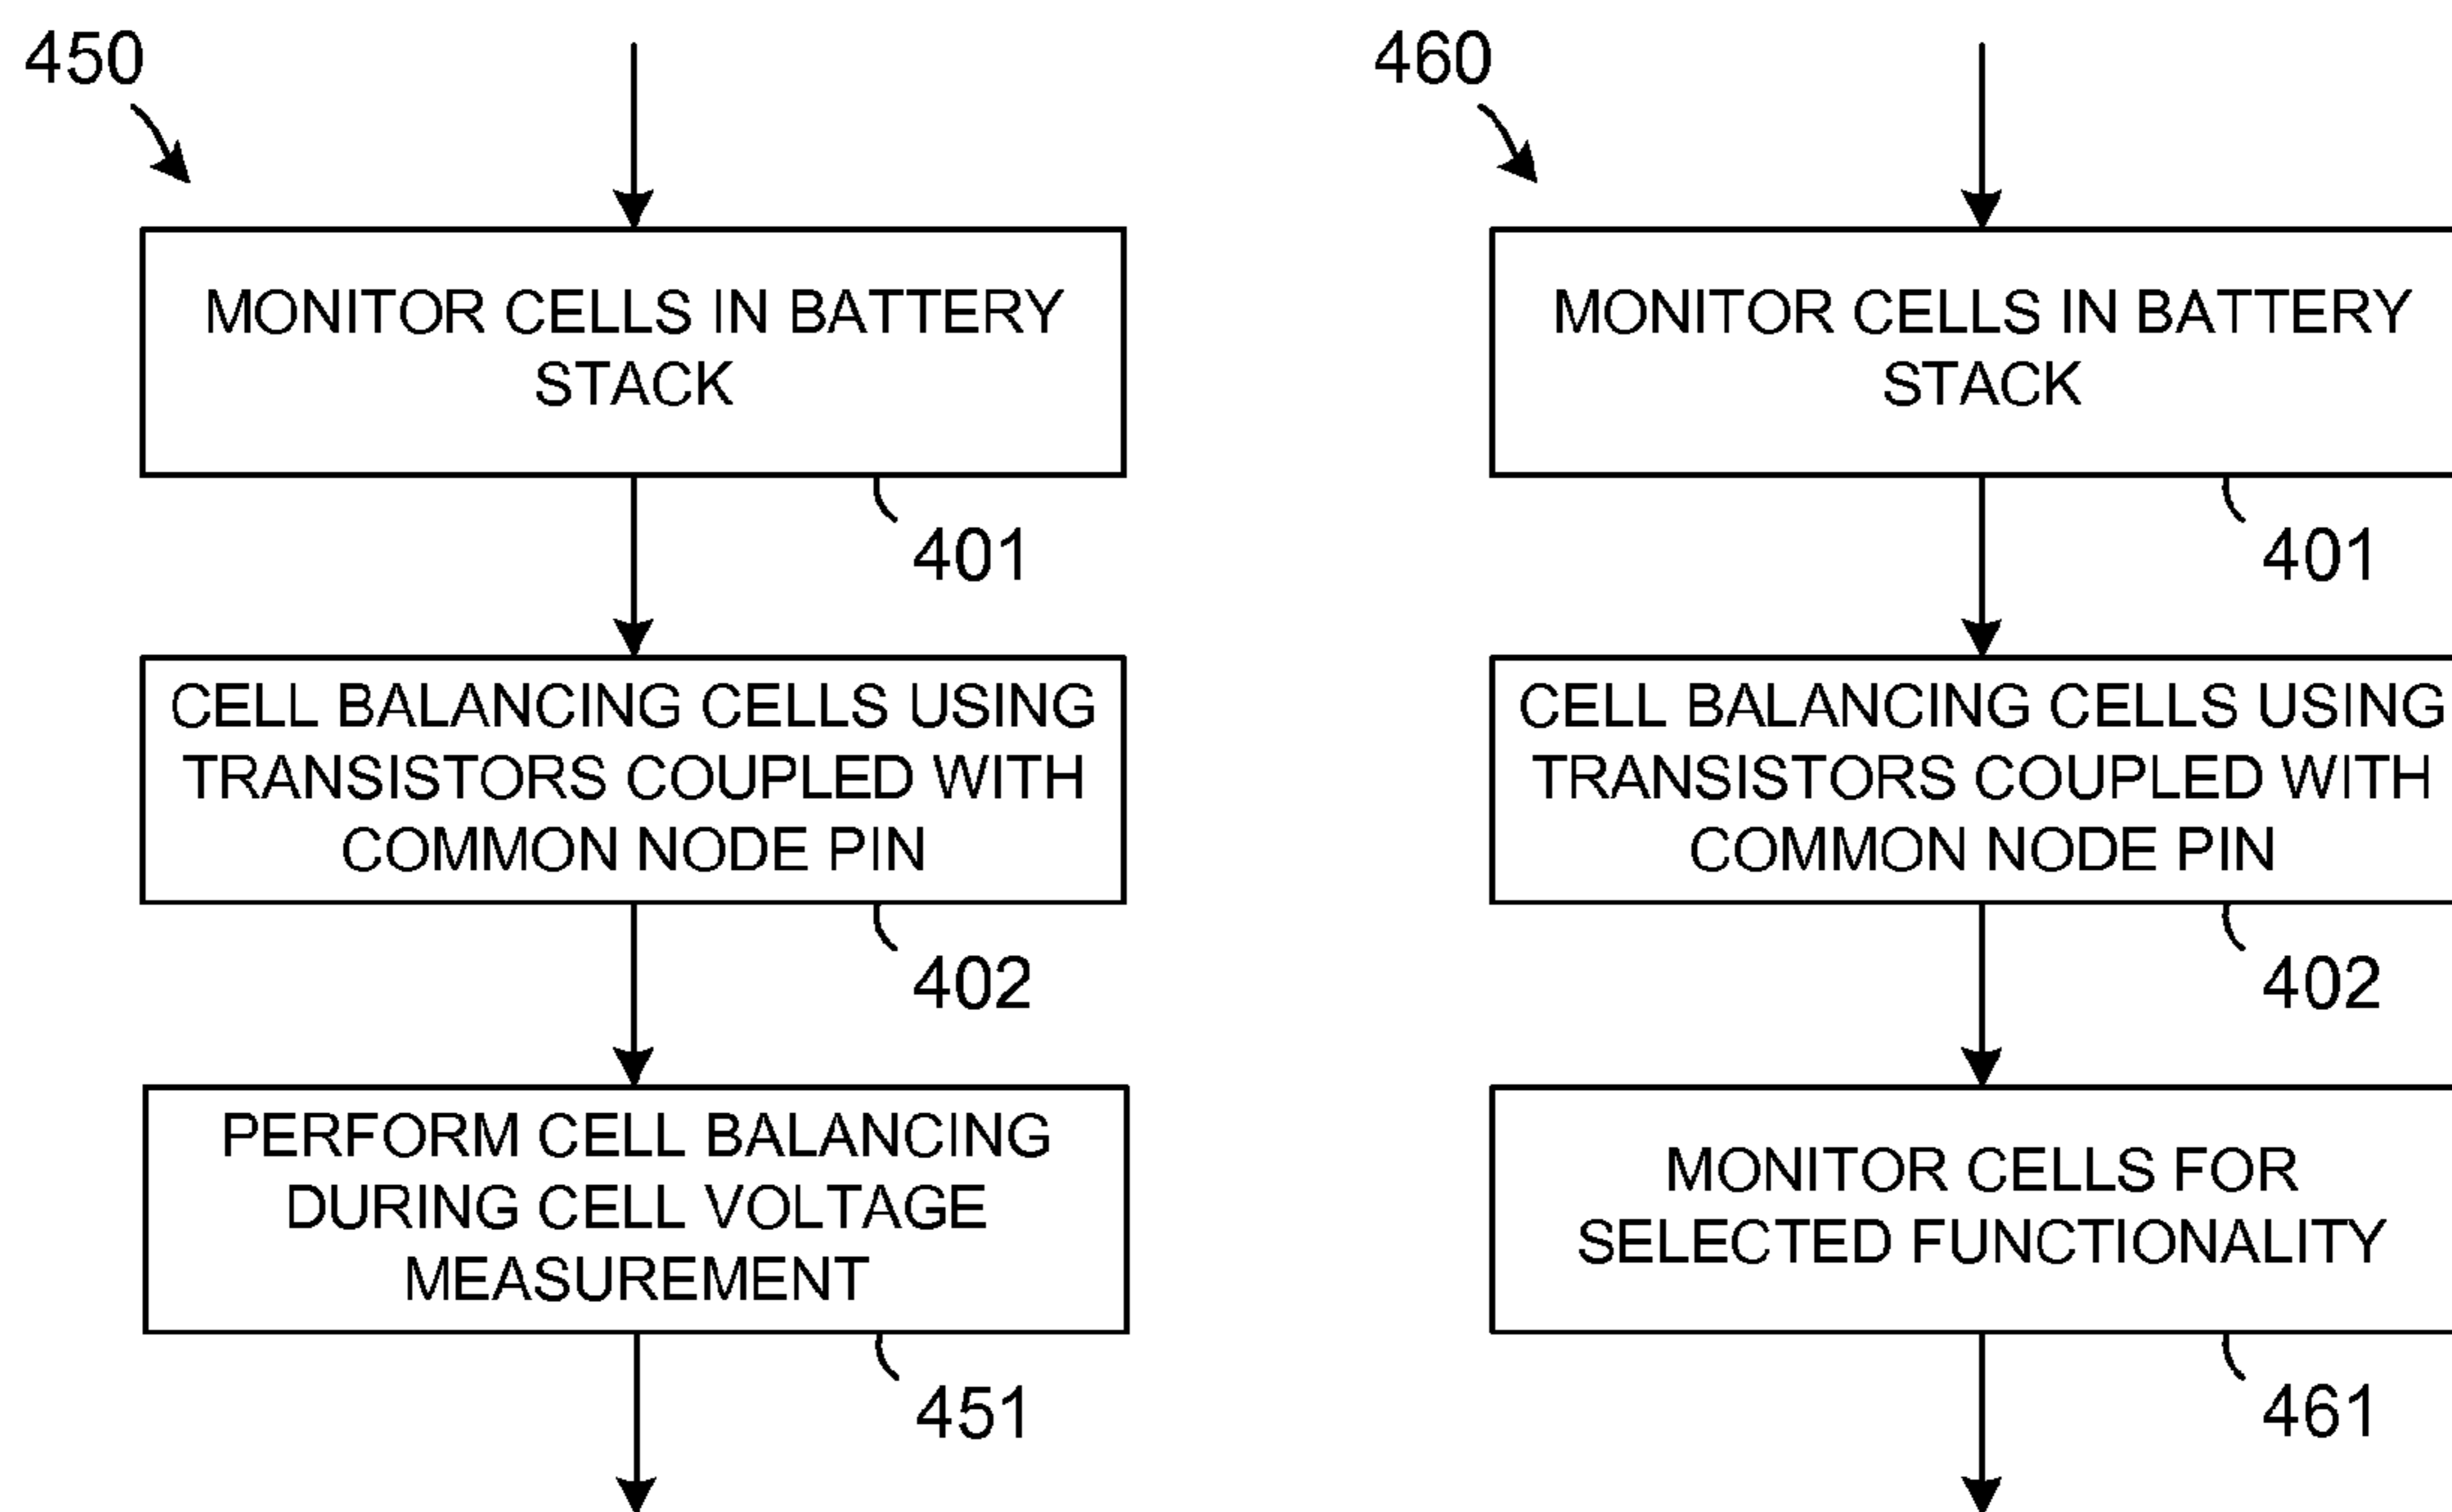 450
MONITOR CELLS IN BATTERY
STACK
401
CELL BALANCING CELLS USING
TRANSISTORS COUPLED WITH
COMMON NODE PIN
402
PERFORM CELL BALANCING
DURING CELL VOLTAGE
MEASUREMENT
451
460
MONITOR CELLS IN BATTERY
STACK
401
CELL BALANCING CELLS USING
TRANSISTORS COUPLED WITH
COMMON NODE PIN
402
MONITOR CELLS FOR
SELECTED FUNCTIONALITY
461